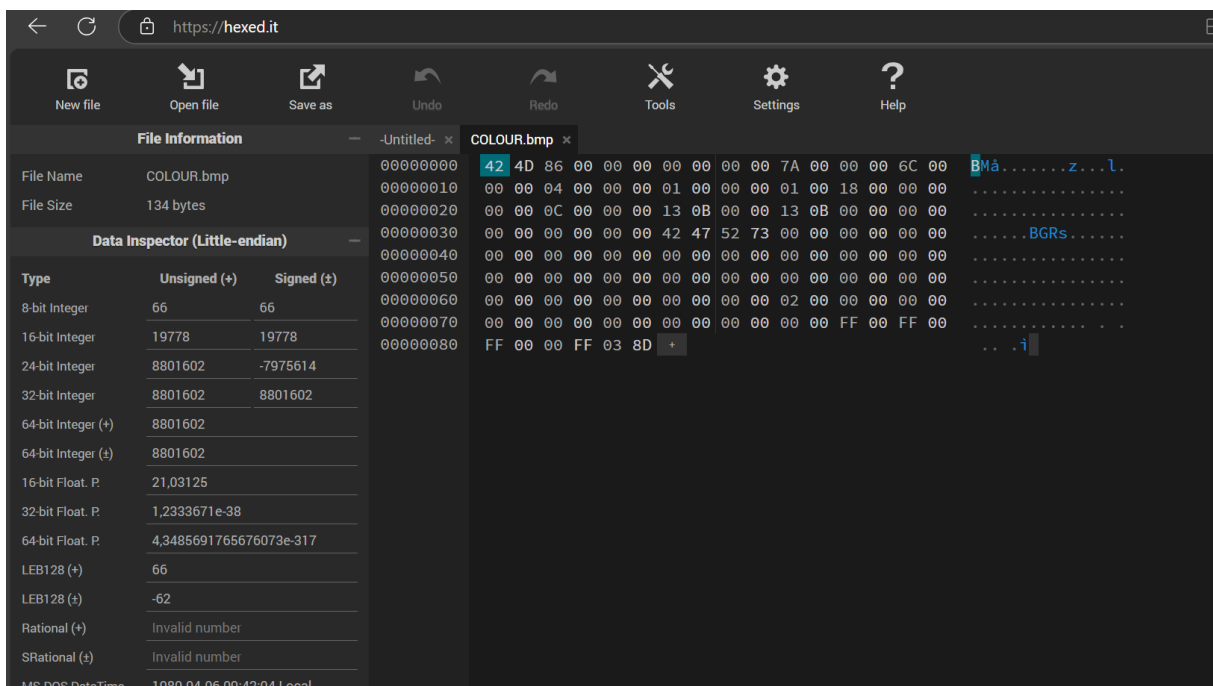 https://hexed.it
New file Open file Save as Undo Redo Tools Settings Help
File Information
File Name COLOUR.bmp
File Size 134 bytes
Data Inspector (Little-endian)
Type Unsigned (+) Signed (±)
8-bit Integer 66 66
16-bit Integer 19778 19778
24-bit Integer 8801602 -7975614
32-bit Integer 8801602 8801602
64-bit Integer (+) 8801602
64-bit Integer (±) 8801602
16-bit Float. P. 21,03125
32-bit Float. P. 1,2333671e-38
64-bit Float. P. 4,3485691765676073e-317
LEB128 (+) 66
LEB128 (±) -62
Rational (+) Invalid number
SRational (±) Invalid number
MS-DOS DateTime 1980-04-06 00:42:04 Local
-Untitled- × COLOUR.bmp ×
00000000 42 4D 86 00 00 00 00 00 00 00 7A 00 00 00 6C 00 BMå.......z...l.
00000010 00 00 04 00 00 00 01 00 00 00 01 00 18 00 00 00 ................
00000020 00 00 0C 00 00 00 13 0B 00 00 13 0B 00 00 00 00 ................
00000030 00 00 00 00 00 00 42 47 52 73 00 00 00 00 00 00 ......BGRs......
00000040 00 00 00 00 00 00 00 00 00 00 00 00 00 00 00 00 ................
00000050 00 00 00 00 00 00 00 00 00 00 00 00 00 00 00 00 ................
00000060 00 00 00 00 00 00 00 00 00 00 02 00 00 00 00 00 ................
00000070 00 00 00 00 00 00 00 00 00 00 00 00 FF 00 FF 00 ............ . .
00000080 FF 00 00 FF 03 8D + .. .ì